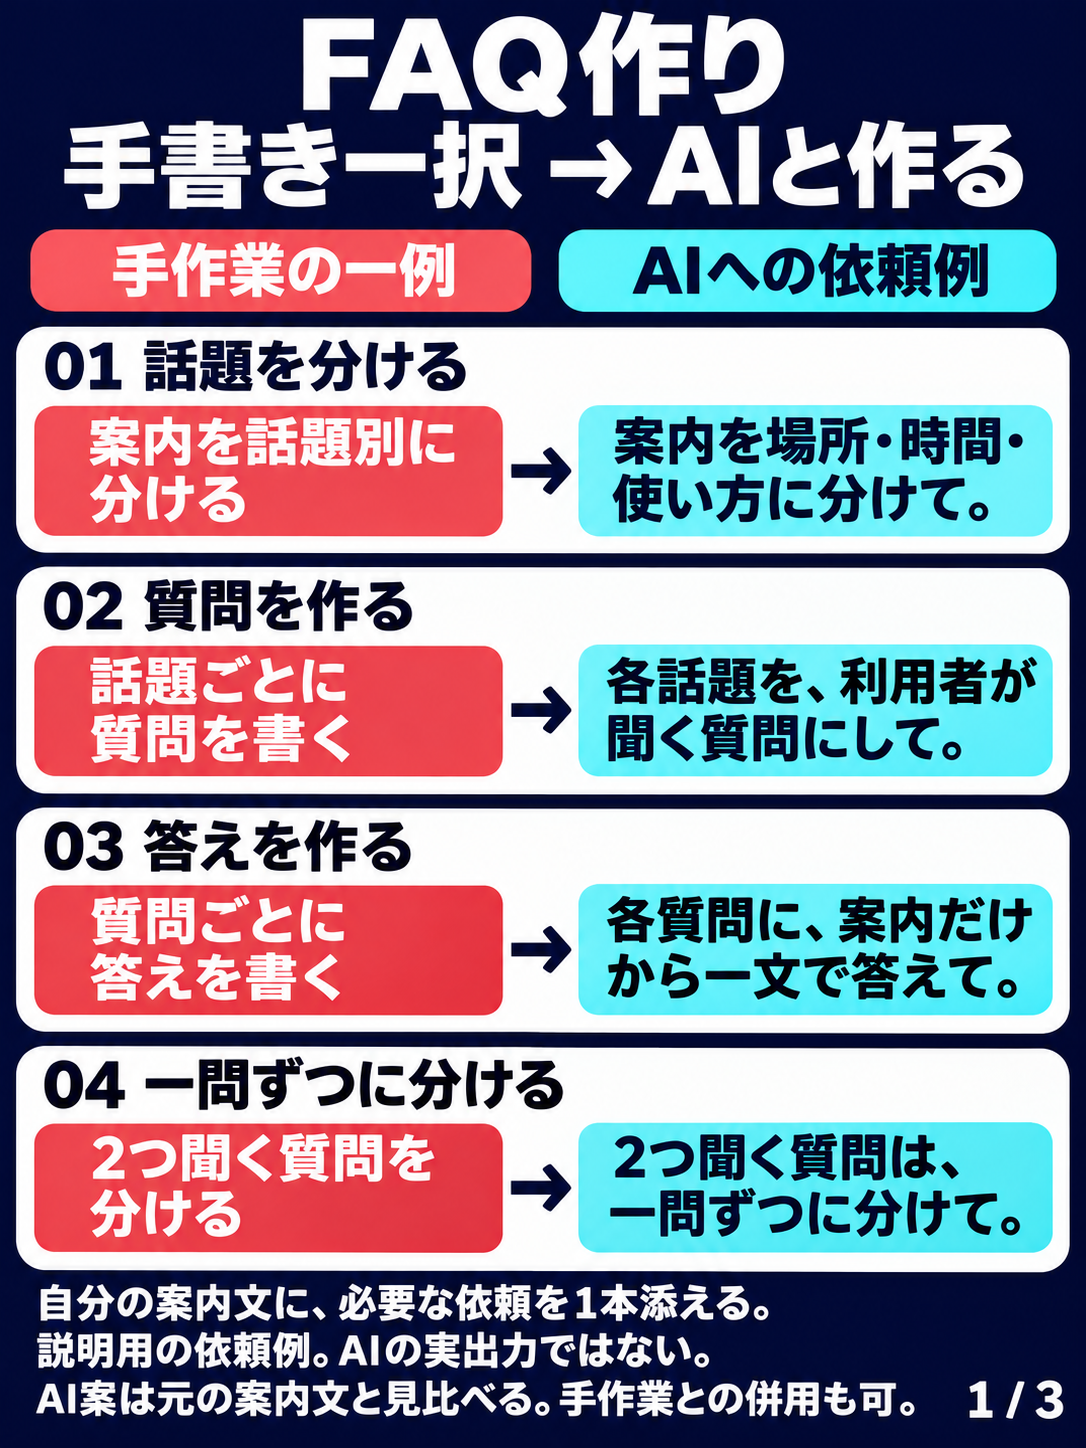 FAQ作り
手書き一択→AIと作る
手作業の一例
AIへの依頼例
01 話題を分ける
案内を話題別に
分ける
→
案内を場所・時間・
使い方に分けて。
02 質問を作る
話題ごとに
質問を書く
→
各話題を、利用者が
聞く質問にして。
03 答えを作る
質問ごとに
答えを書く
→
各質問に、案内だけ
から一文で答えて。
04 一問ずつに分ける
2つ聞く質問を
分ける
→
2つ聞く質問は、
一問ずつに分けて。
自分の案内文に、必要な依頼を1本添える。
説明用の依頼例。AIの実出力ではない。
AI案は元の案内文と見比べる。手作業との併用も可。
1/3